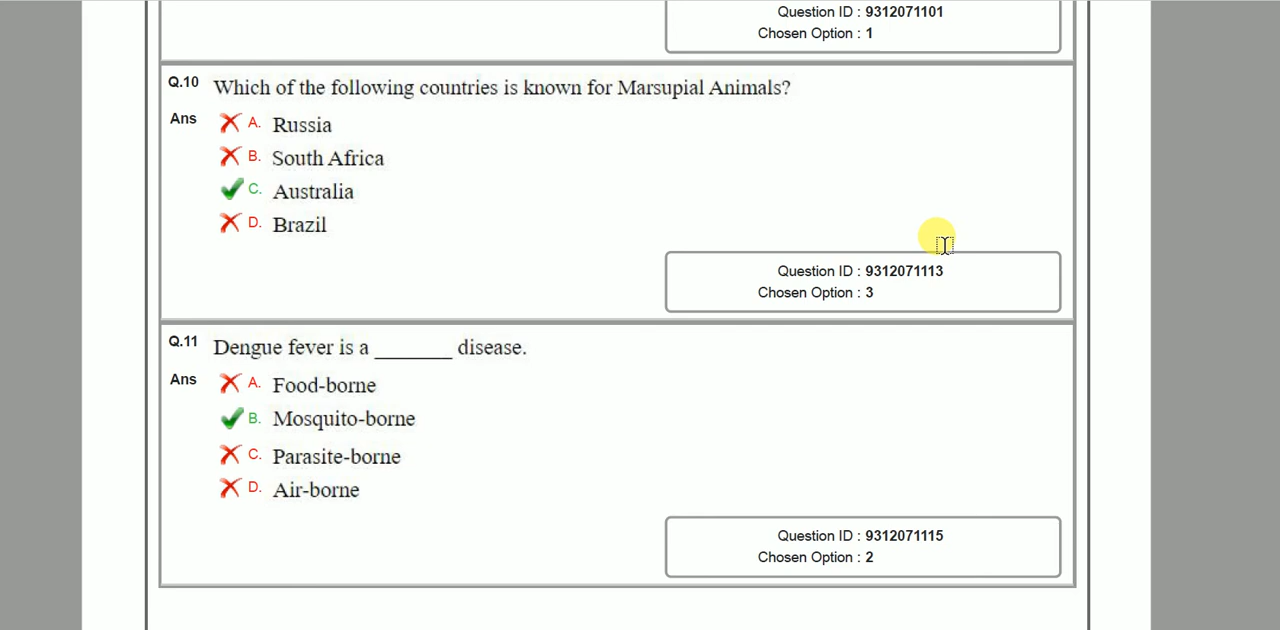 Question ID : 9312071101
Chosen Option : 1
Q.10 Which of the following countries is known for Marsupial Animals?
Ans A. Russia
B. South Africa
C. Australia
D. Brazil
Question ID : 9312071113
Chosen Option : 3
Q.11 Dengue fever is a _______ disease.
Ans A. Food-borne
B. Mosquito-borne
C. Parasite-borne
D. Air-borne
Question ID : 9312071115
Chosen Option : 2